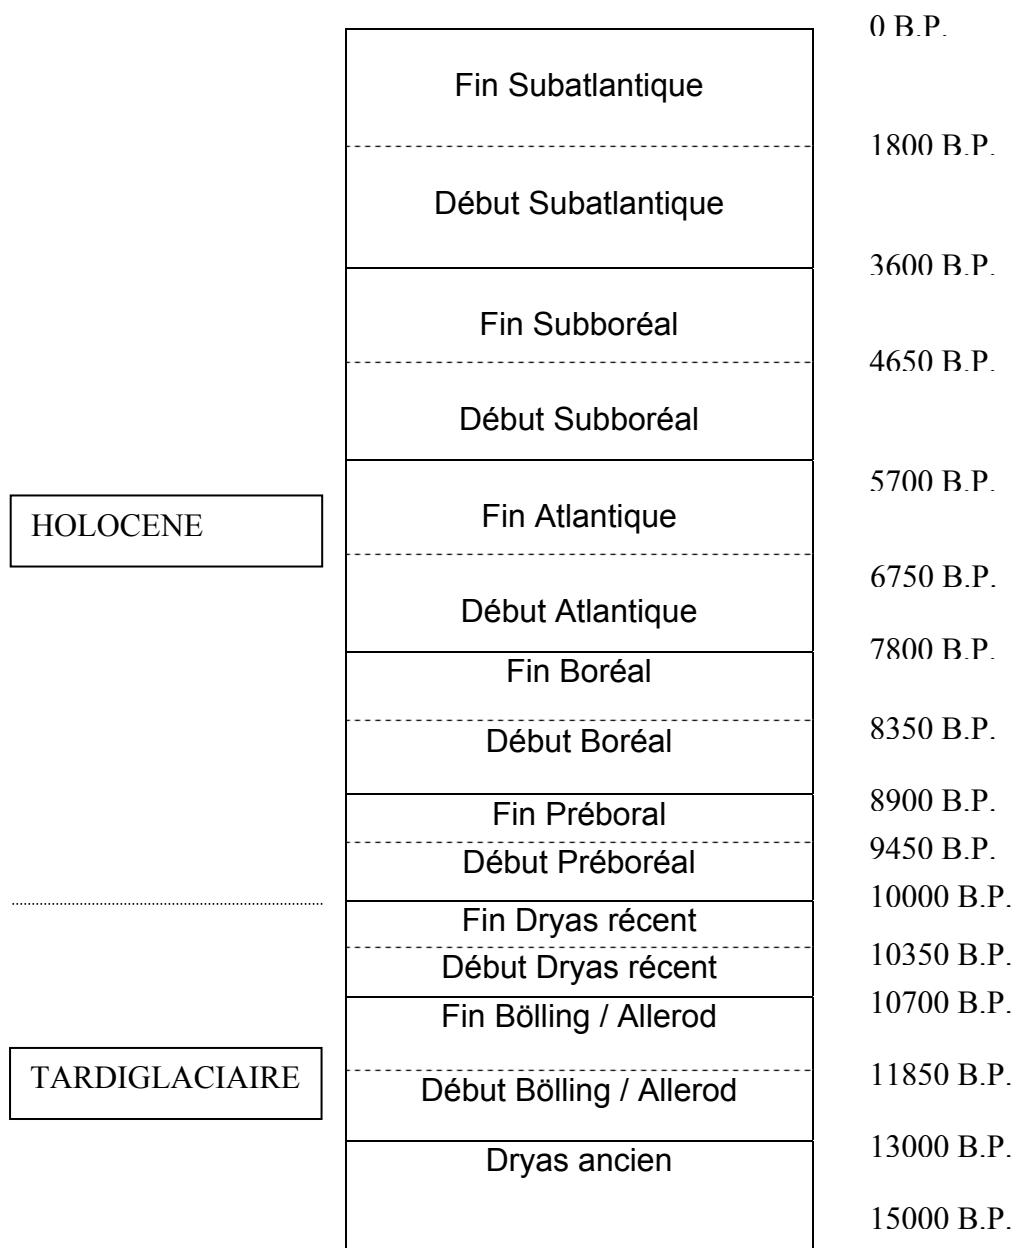 0 B.P.
Fin Subatlantique
1800 B.P.
Début Subatlantique
3600 B.P.
Fin Subboréal
4650 B.P.
Début Subboréal
5700 B.P.
HOLOCENE
Fin Atlantique
6750 B.P.
Début Atlantique
7800 B.P.
Fin Boréal
8350 B.P.
Début Boréal
8900 B.P.
Fin Préboral
9450 B.P.
Début Préboréal
10000 B.P.
Fin Dryas récent
10350 B.P.
Début Dryas récent
10700 B.P.
Fin Bölling / Allerod
TARDIGLACIAIRE
11850 B.P.
Début Bölling / Allerod
13000 B.P.
Dryas ancien
15000 B.P.